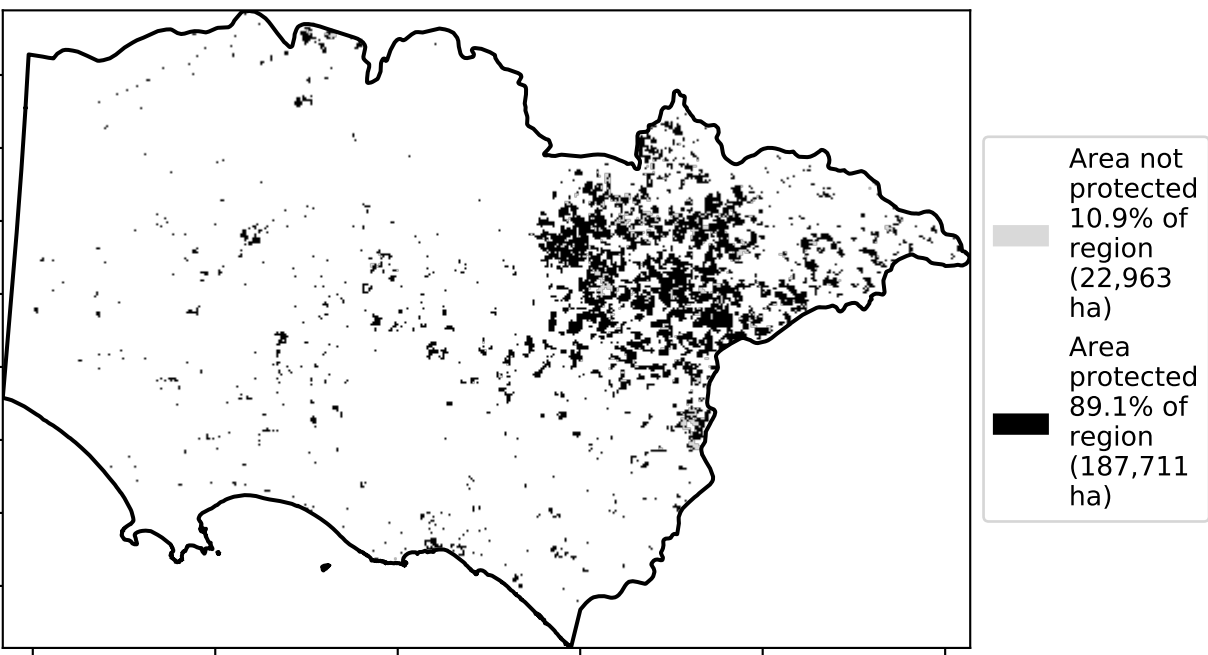 Area not
protected
10.9% of
region
(22,963
ha)
Area
protected
89.1% of
region
(187,711
ha)